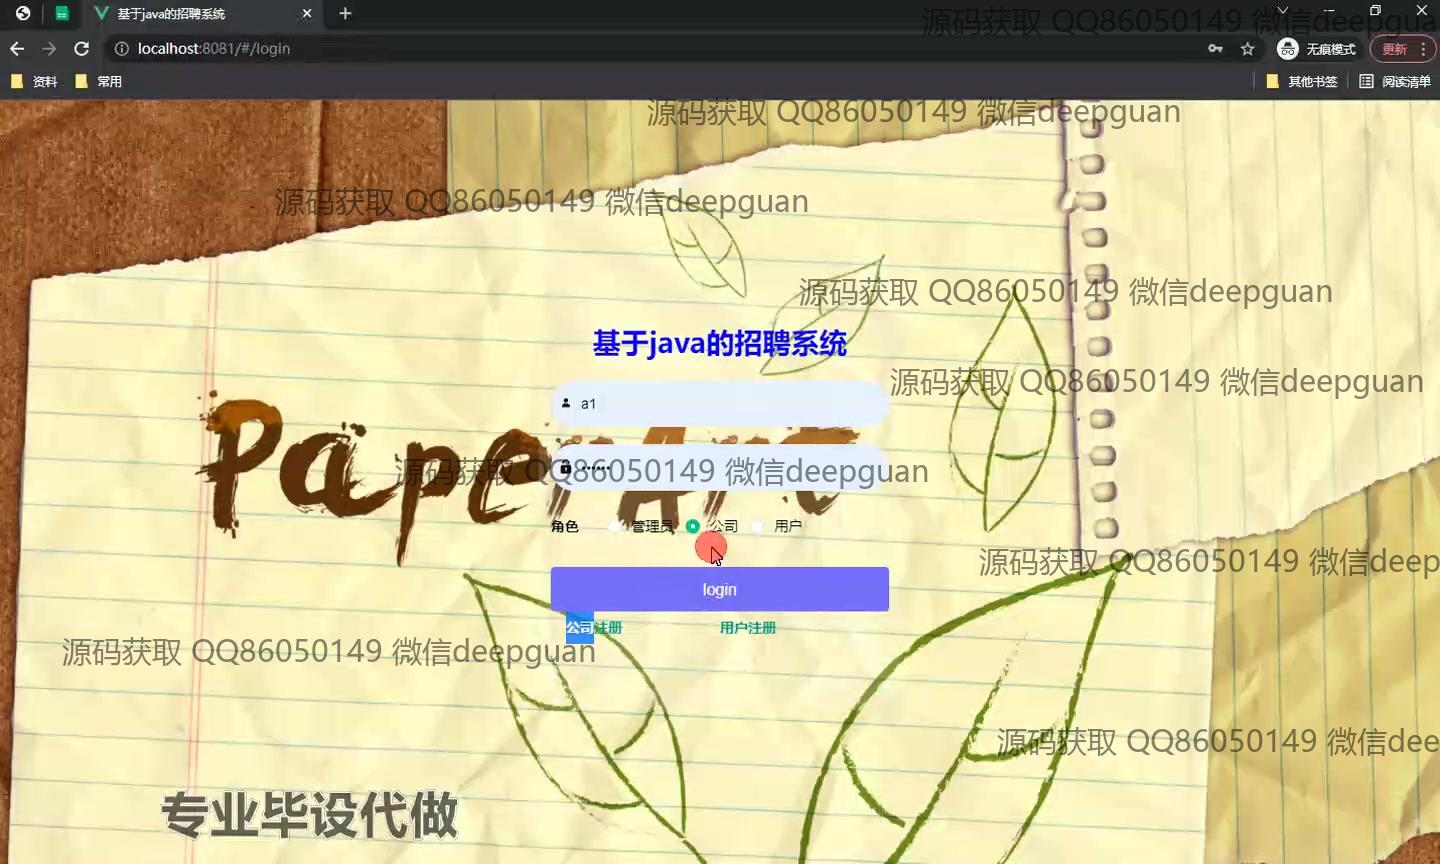 基于java的招聘系统
源码获取 QQ86050149 微信deepgua
localhost:8081/#/login
无痕模式
更新
资料
常用
其他书签
阅读清单
源码获取 QQ86050149 微信deepguan
源码获取 QQ86050149 微信deepguan
源码获取 QQ86050149 微信deepguan
基于java的招聘系统
源码获取 QQ86050149 微信deepguan
a1
Paper Art
源码获取 QQ86050149 微信deepguan
角色 管理员 公司 用户
源码获取 QQ86050149 微信deep
login
公司注册 用户注册
源码获取 QQ86050149 微信deepguan
源码获取 QQ86050149 微信dee
专业毕设代做